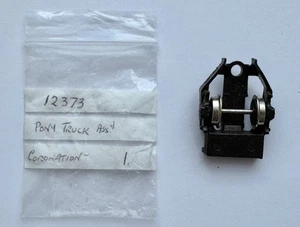 12373
PONY TRUCK ASSY
CORONATION - 1.